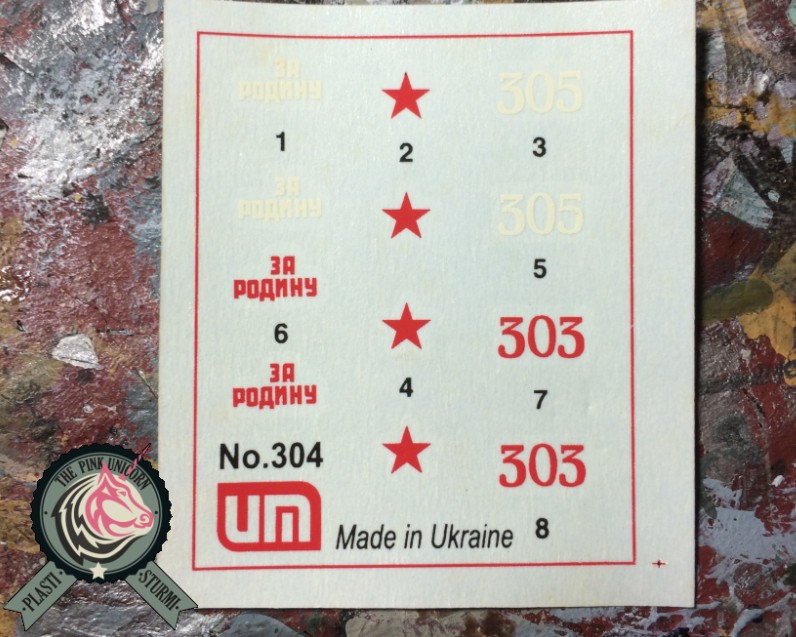 ЗА
РОДИНУ
305
1
2
3
ЗА
РОДИНУ
305
5
ЗА
РОДИНУ
6
303
4
7
ЗА
РОДИНУ
No.304
303
um
Made in Ukraine
8
THE PINK UNICORN
PLASTI
STURMI